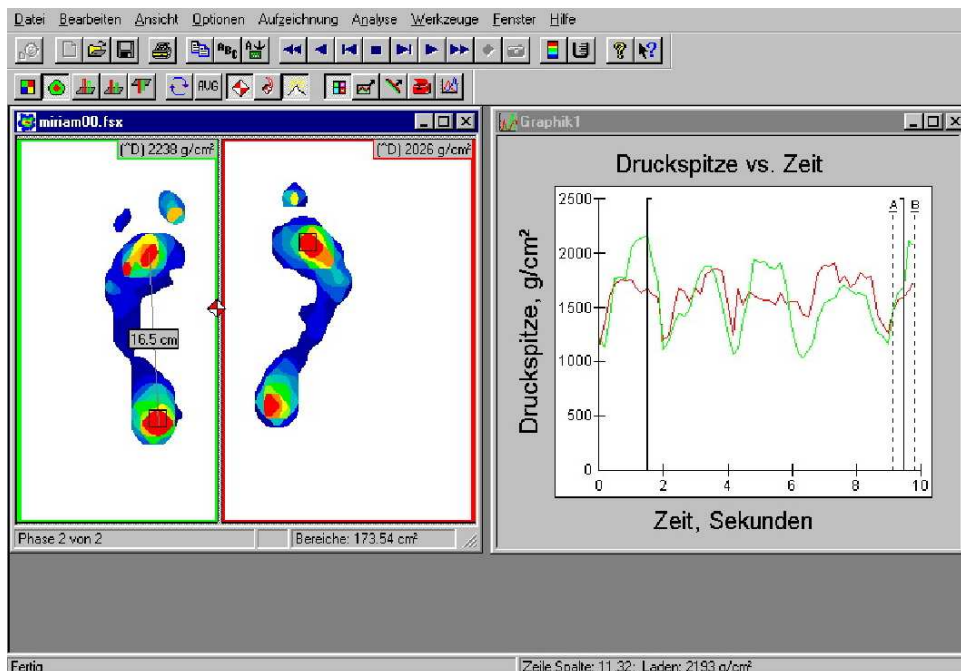 Datei Bearbeiten Ansicht Optionen Aufzeichnung Analyse Werkzeuge Fenster Hilfe
ABC
AVG
miriam00.fsx
(^D) 2238 g/cm²
(^D) 2026 g/cm²
16.5 cm
Phase 2 von 2
Bereiche: 173.54 cm²
Graphik1
Druckspitze vs. Zeit
Druckspitze, g/cm²
2500
2000
1500
1000
500
0
A B
0 2 4 6 8 10
Zeit, Sekunden
Fertig
Zeile Spalte: 11,32; Laden: 2193 g/cm²